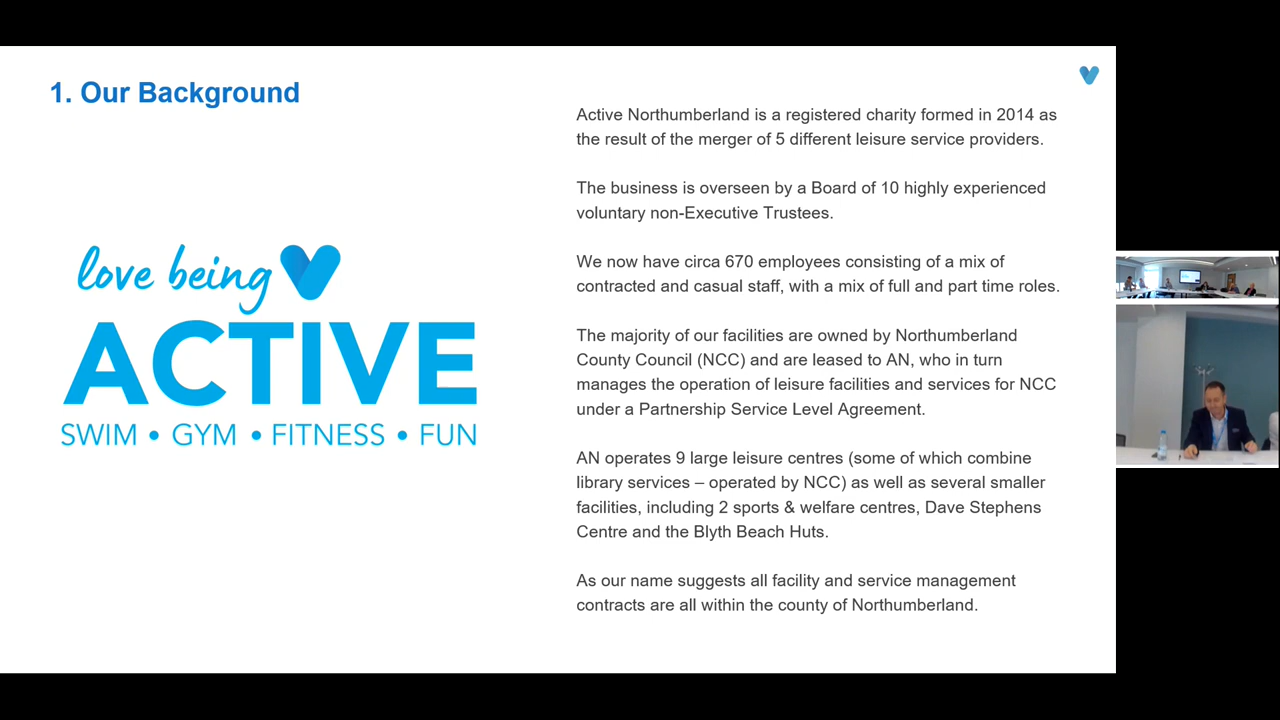 1. Our Background
love being
ACTIVE
SWIM • GYM • FITNESS • FUN
Active Northumberland is a registered charity formed in 2014 as
the result of the merger of 5 different leisure service providers.
The business is overseen by a Board of 10 highly experienced
voluntary non-Executive Trustees.
We now have circa 670 employees consisting of a mix of
contracted and casual staff, with a mix of full and part time roles.
The majority of our facilities are owned by Northumberland
County Council (NCC) and are leased to AN, who in turn
manages the operation of leisure facilities and services for NCC
under a Partnership Service Level Agreement.
AN operates 9 large leisure centres (some of which combine
library services – operated by NCC) as well as several smaller
facilities, including 2 sports & welfare centres, Dave Stephens
Centre and the Blyth Beach Huts.
As our name suggests all facility and service management
contracts are all within the county of Northumberland.